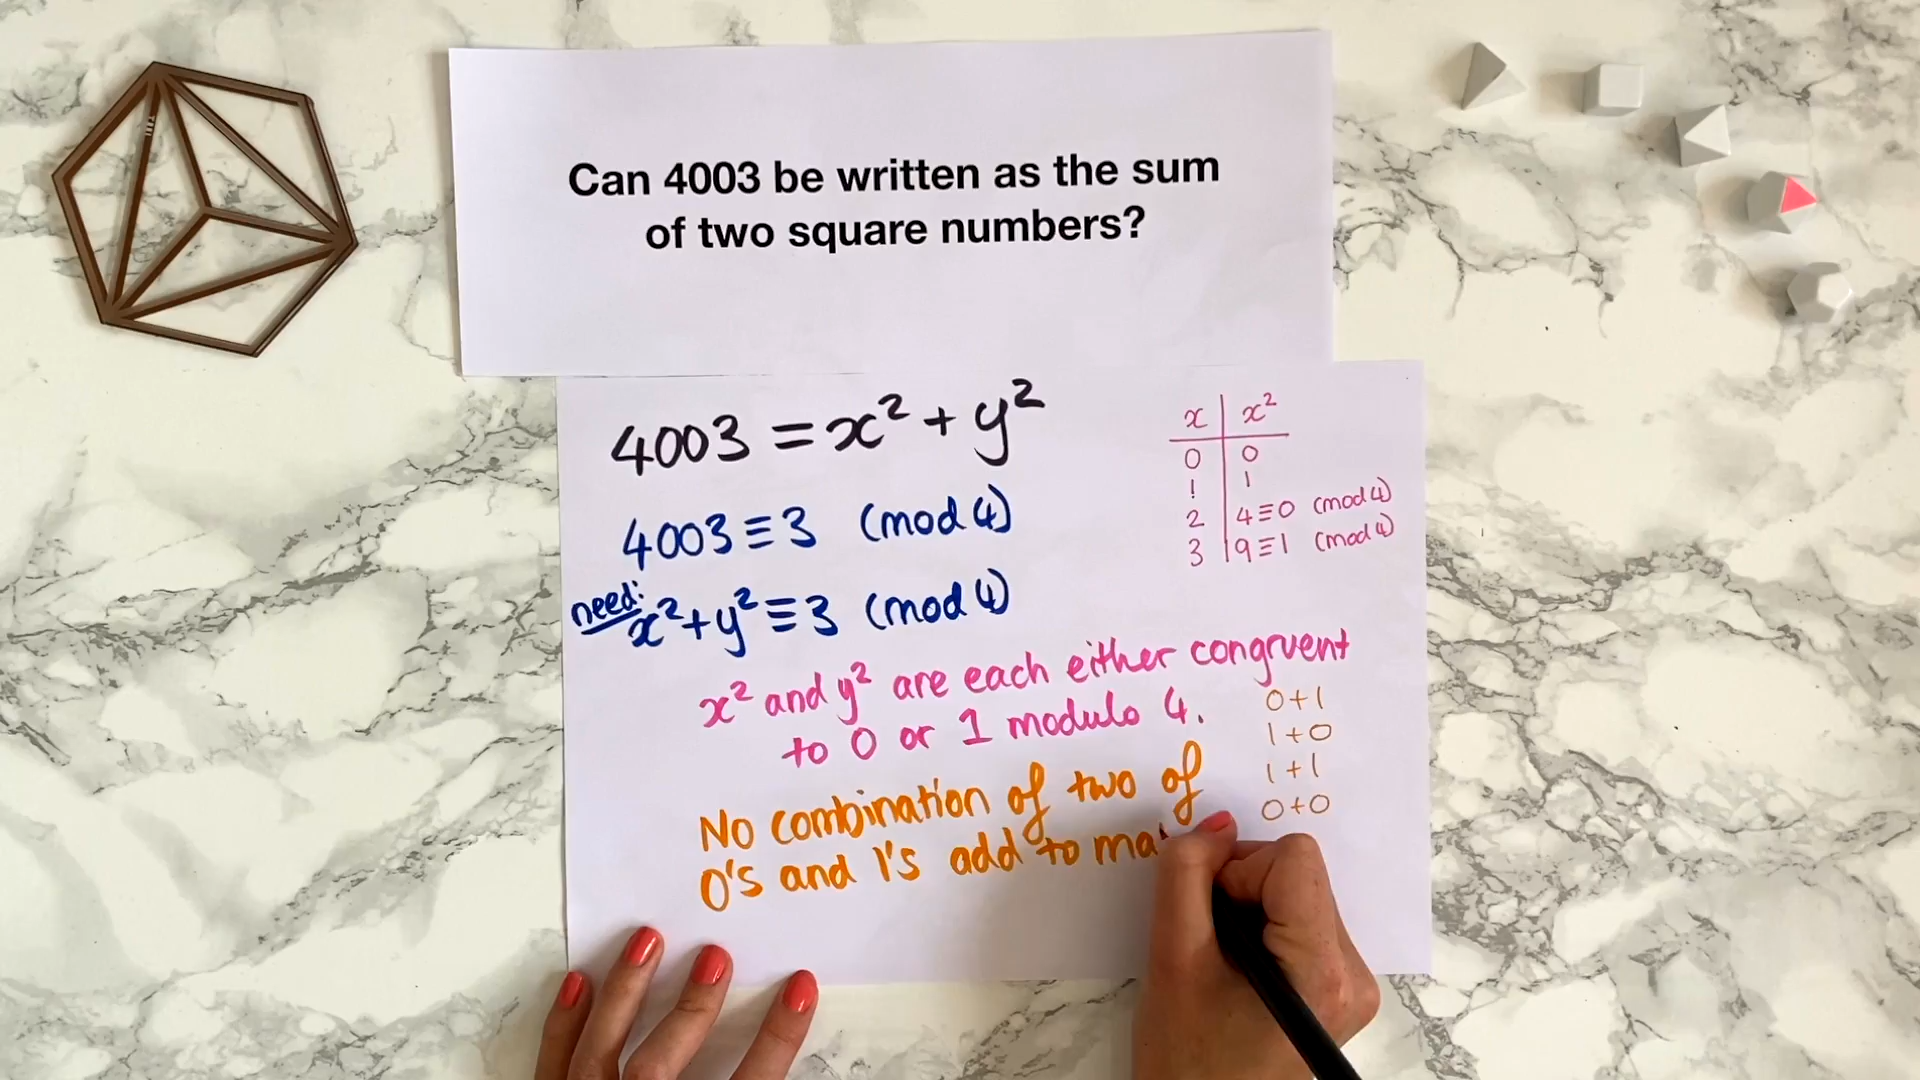 Can 4003 be written as the sum
of two square numbers?
4003 = x² + y²
4003 ≡ 3 (mod 4)
need: x² + y² ≡ 3 (mod 4)
x | x²
0 | 0
1 | 1
2 | 4 ≡ 0 (mod 4)
3 | 9 ≡ 1 (mod 4)
x² and y² are each either congruent
to 0 or 1 modulo 4.
0 + 1
1 + 0
1 + 1
0 + 0
No combination of two of
0's and 1's add to